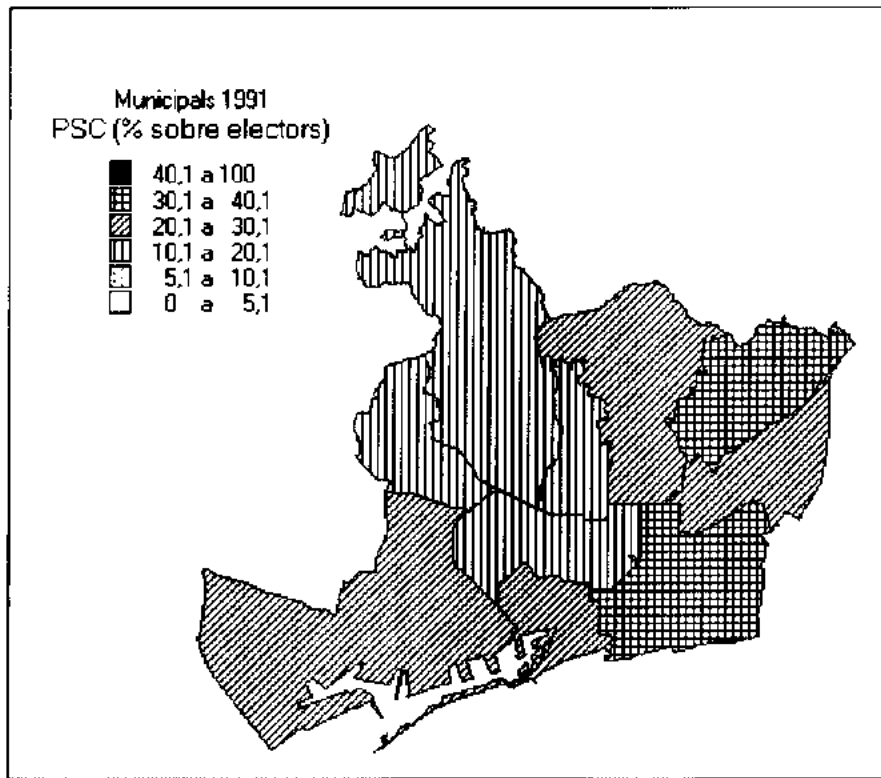 Municipals 1991
PSC (% sobre electors)
40,1 a 100
30,1 a 40,1
20,1 a 30,1
10,1 a 20,1
5,1 a 10,1
0 a 5,1